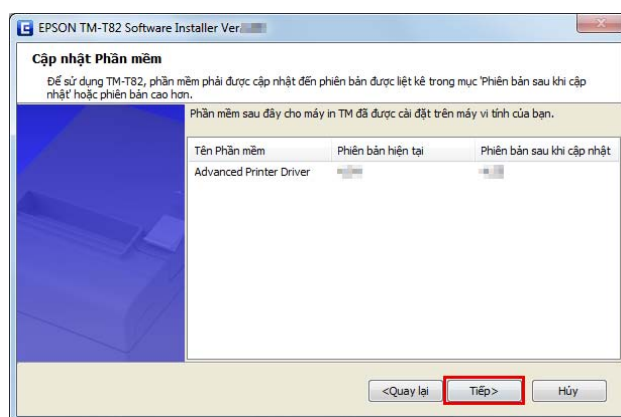 EPSON TM-T82 Software Installer Ver.
Cập nhật Phần mềm
Để sử dụng TM-T82, phần mềm phải được cập nhật đến phiên bản được liệt kê trong mục 'Phiên bản sau khi cập
nhật' hoặc phiên bản cao hơn.
Phần mềm sau đây cho máy in TM đã được cài đặt trên máy vi tính của bạn.
Tên Phần mềm Phiên bản hiện tại Phiên bản sau khi cập nhật
Advanced Printer Driver
<Quay lại Tiếp> Hủy